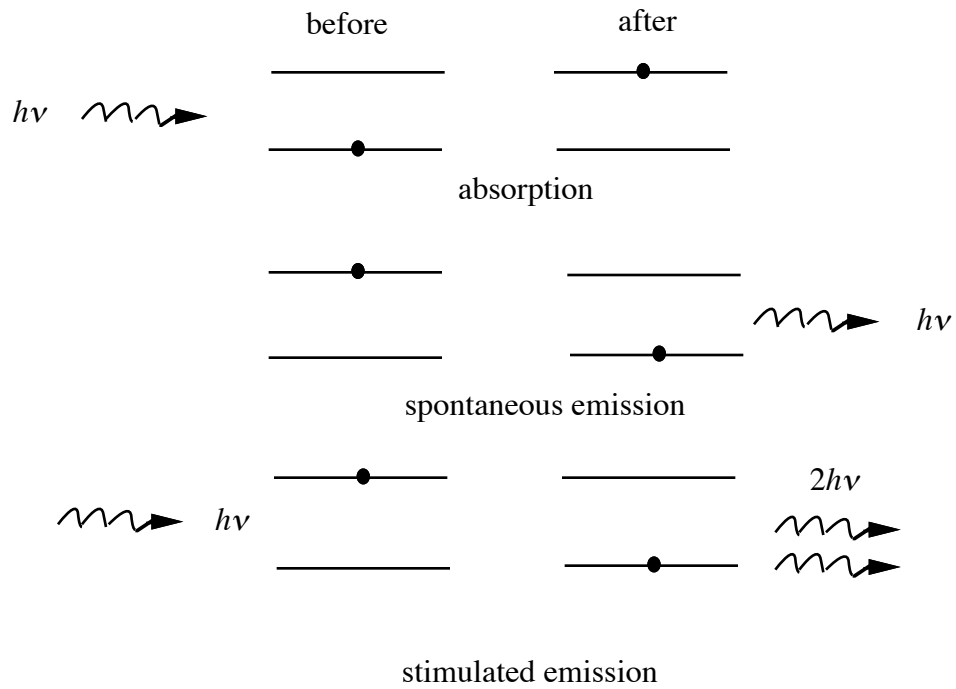 before
after
hν
absorption
hν
spontaneous emission
2hν
hν
stimulated emission